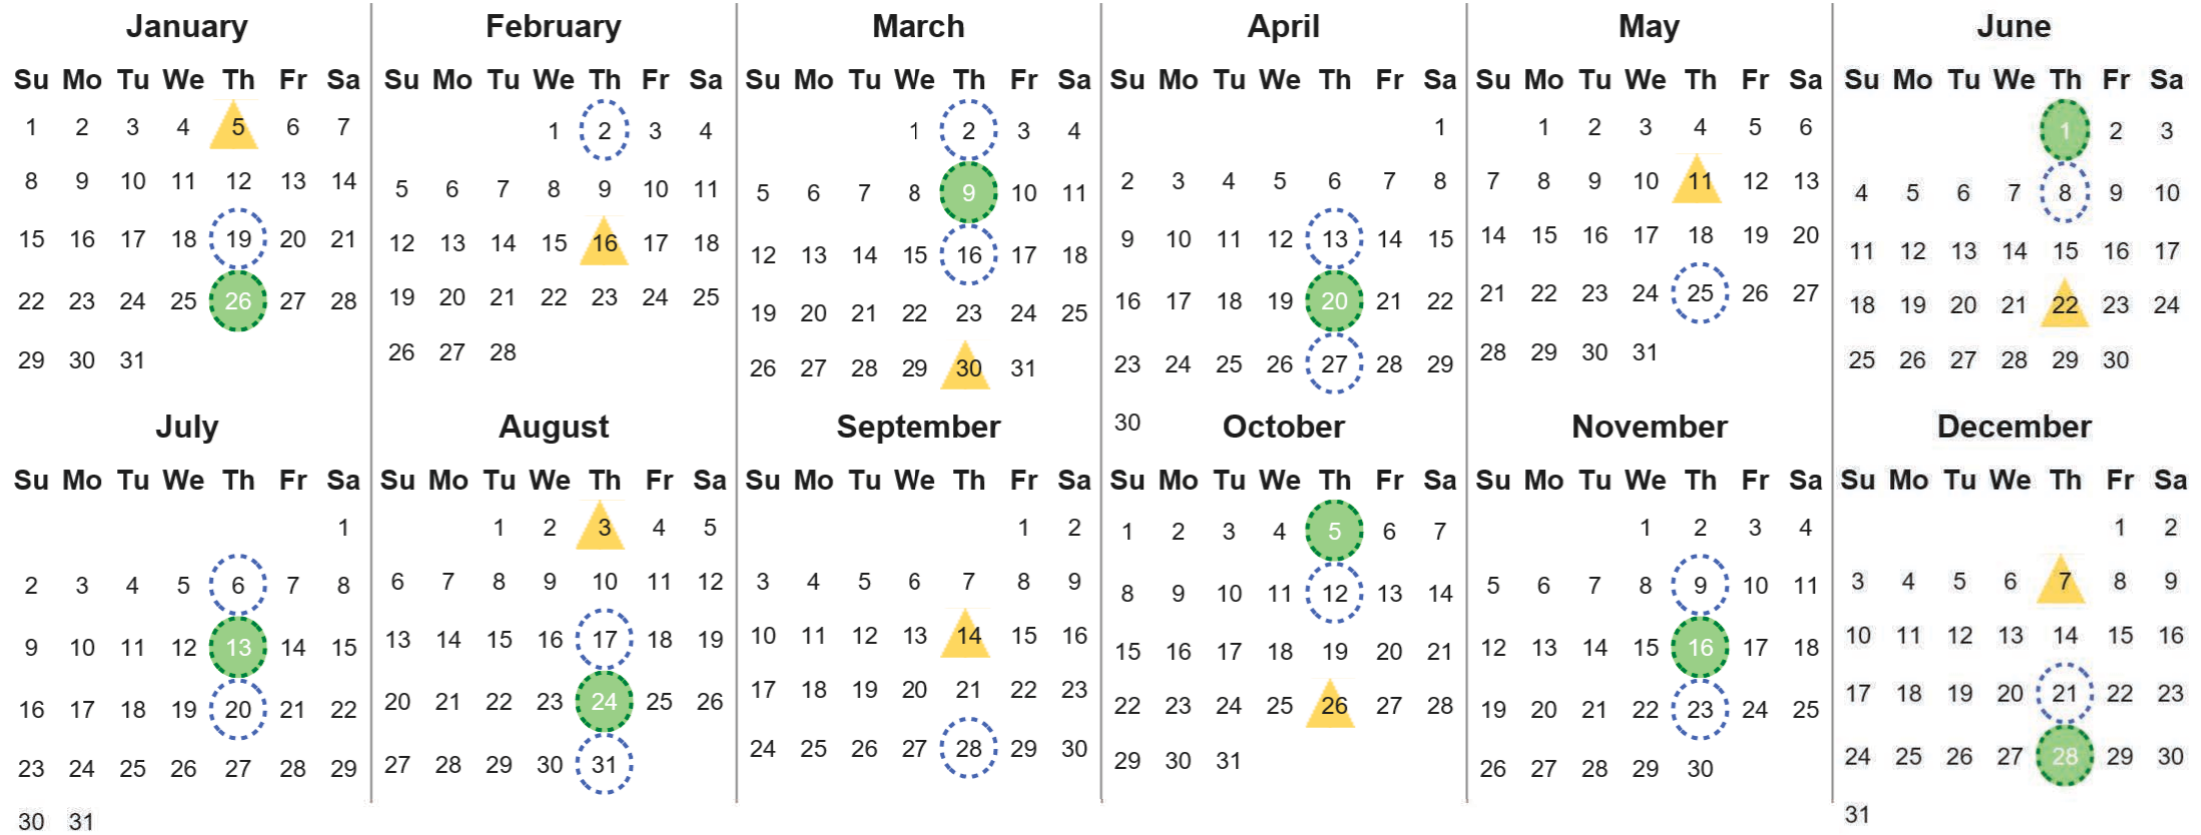 January
Su Mo Tu We Th Fr Sa
1 2 3 4 5 6 7
8 9 10 11 12 13 14
15 16 17 18 19 20 21
22 23 24 25 26 27 28
29 30 31
February
Su Mo Tu We Th Fr Sa
1 2 3 4
5 6 7 8 9 10 11
12 13 14 15 16 17 18
19 20 21 22 23 24 25
26 27 28
March
Su Mo Tu We Th Fr Sa
1 2 3 4
5 6 7 8 9 10 11
12 13 14 15 16 17 18
19 20 21 22 23 24 25
26 27 28 29 30 31
April
Su Mo Tu We Th Fr Sa
1
2 3 4 5 6 7 8
9 10 11 12 13 14 15
16 17 18 19 20 21 22
23 24 25 26 27 28 29
30
May
Su Mo Tu We Th Fr Sa
1 2 3 4 5 6
7 8 9 10 11 12 13
14 15 16 17 18 19 20
21 22 23 24 25 26 27
28 29 30 31
June
Su Mo Tu We Th Fr Sa
1 2 3
4 5 6 7 8 9 10
11 12 13 14 15 16 17
18 19 20 21 22 23 24
25 26 27 28 29 30
July
Su Mo Tu We Th Fr Sa
1
2 3 4 5 6 7 8
9 10 11 12 13 14 15
16 17 18 19 20 21 22
23 24 25 26 27 28 29
30 31
August
Su Mo Tu We Th Fr Sa
1 2 3 4 5
6 7 8 9 10 11 12
13 14 15 16 17 18 19
20 21 22 23 24 25 26
27 28 29 30 31
September
Su Mo Tu We Th Fr Sa
1 2
3 4 5 6 7 8 9
10 11 12 13 14 15 16
17 18 19 20 21 22 23
24 25 26 27 28 29 30
October
Su Mo Tu We Th Fr Sa
1 2 3 4 5 6 7
8 9 10 11 12 13 14
15 16 17 18 19 20 21
22 23 24 25 26 27 28
29 30 31
November
Su Mo Tu We Th Fr Sa
1 2 3 4
5 6 7 8 9 10 11
12 13 14 15 16 17 18
19 20 21 22 23 24 25
26 27 28 29 30
December
Su Mo Tu We Th Fr Sa
1 2
3 4 5 6 7 8 9
10 11 12 13 14 15 16
17 18 19 20 21 22 23
24 25 26 27 28 29 30
31